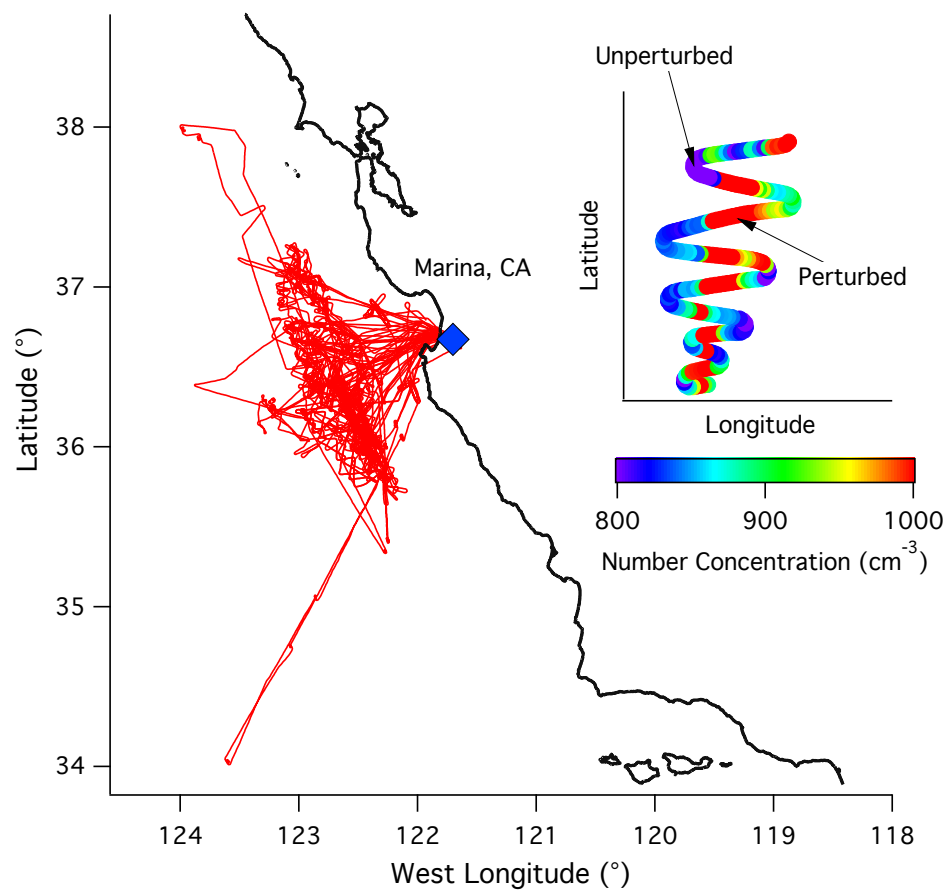 Unperturbed
38
Latitude
37
Marina, CA
Perturbed
Latitude (°)
36
Longitude
800 900 1000
Number Concentration (cm⁻³)
35
34
124 123 122 121 120 119 118
West Longitude (°)